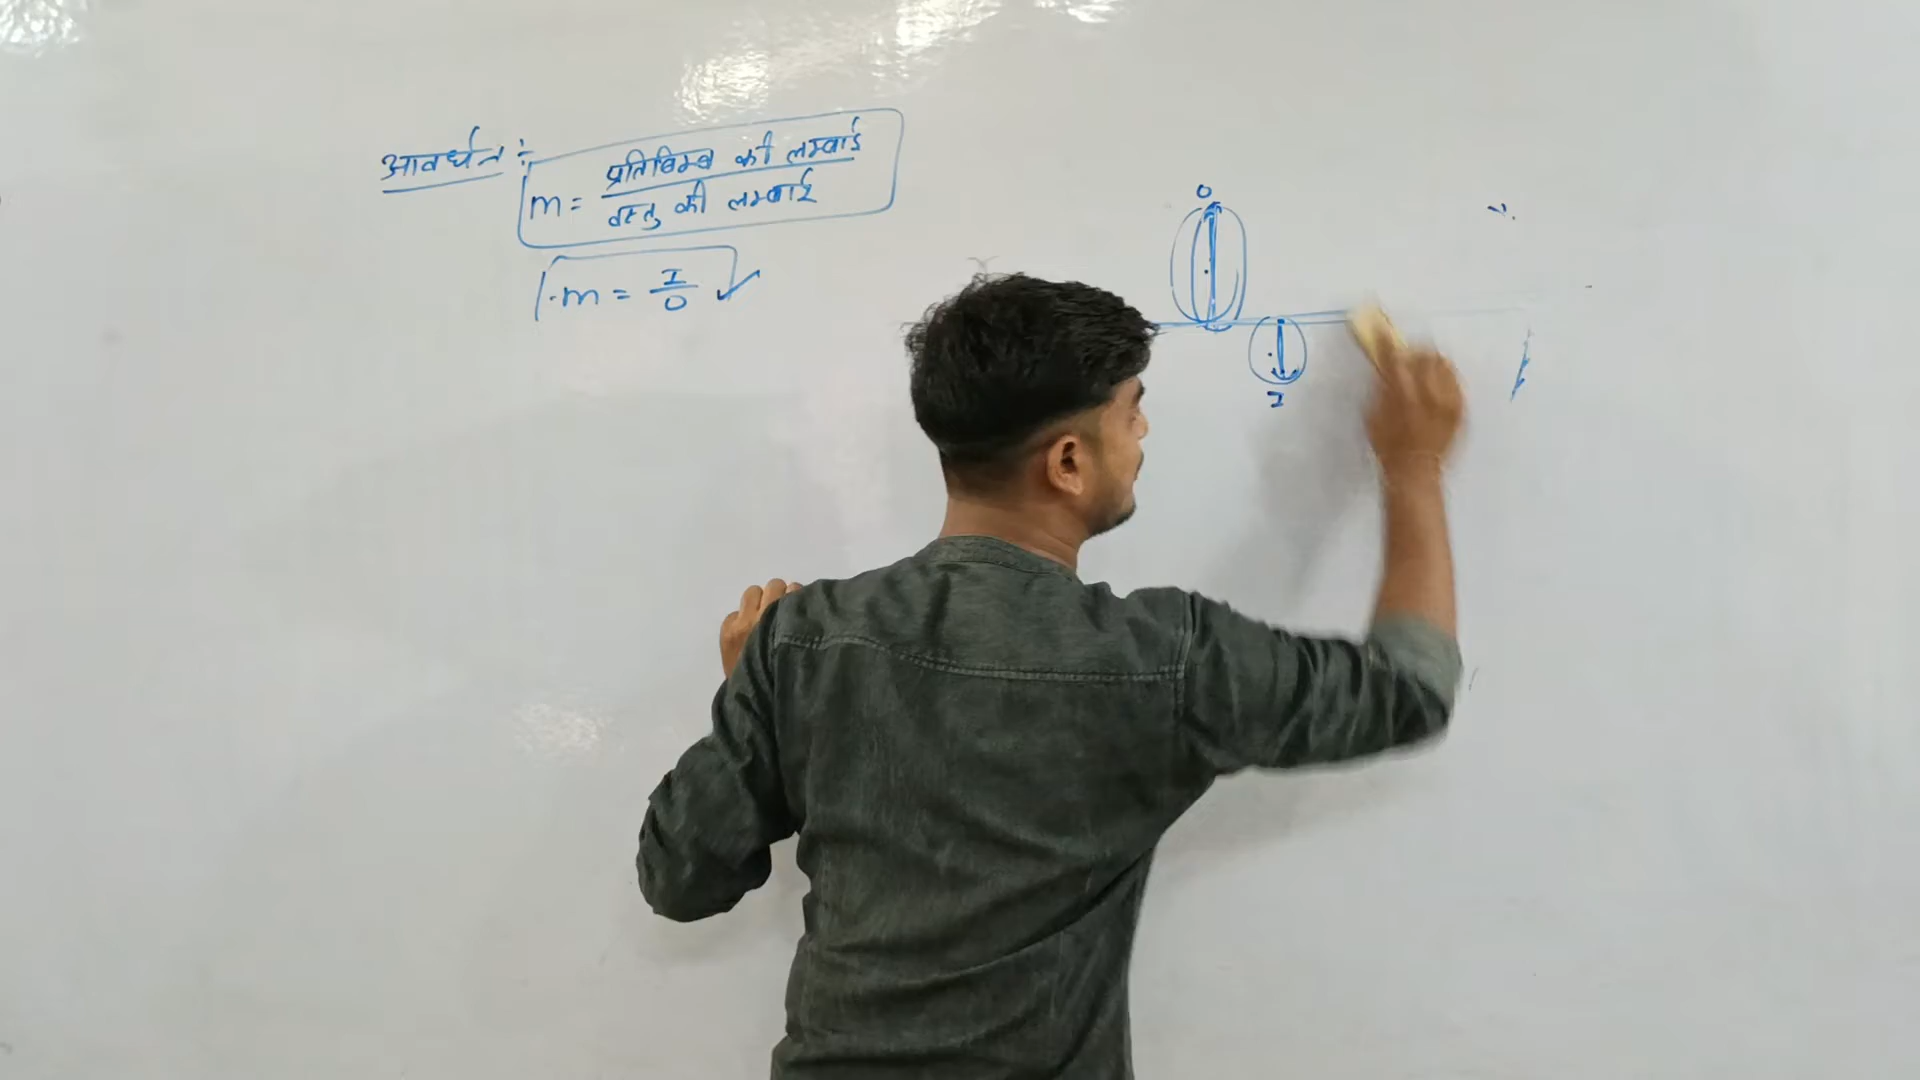 आवर्धन :-
m = प्रतिबिम्ब की लम्बाई
वस्तु की लम्बाई
m = I
O
O
I